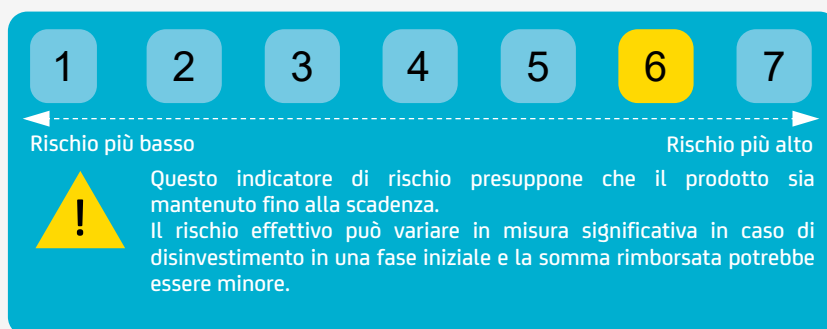 1 2 3 4 5 6 7
Rischio più basso Rischio più alto
Questo indicatore di rischio presuppone che il prodotto sia
mantenuto fino alla scadenza.
Il rischio effettivo può variare in misura significativa in caso di
disinvestimento in una fase iniziale e la somma rimborsata potrebbe
essere minore.
!